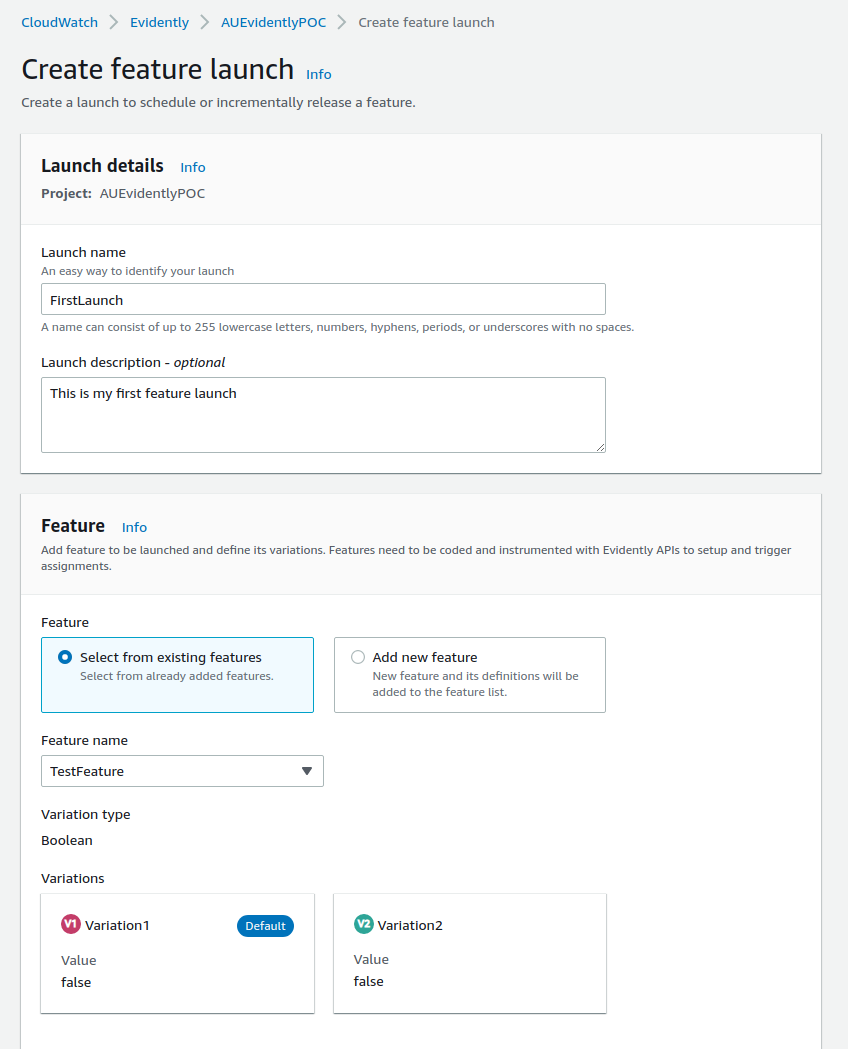 CloudWatch > Evidently > AUEvidentlyPOC > Create feature launch
Create feature launch Info
Create a launch to schedule or incrementally release a feature.
Launch details Info
Project: AUEvidentlyPOC
Launch name
An easy way to identify your launch
FirstLaunch
A name can consist of up to 255 lowercase letters, numbers, hyphens, periods, or underscores with no spaces.
Launch description - optional
This is my first feature launch
Feature Info
Add feature to be launched and define its variations. Features need to be coded and instrumented with Evidently APIs to setup and trigger
assignments.
Feature
Select from existing features
Select from already added features.
Add new feature
New feature and its definitions will be
added to the feature list.
Feature name
TestFeature
Variation type
Boolean
Variations
V1 Variation1 Default
Value
false
V2 Variation2
Value
false